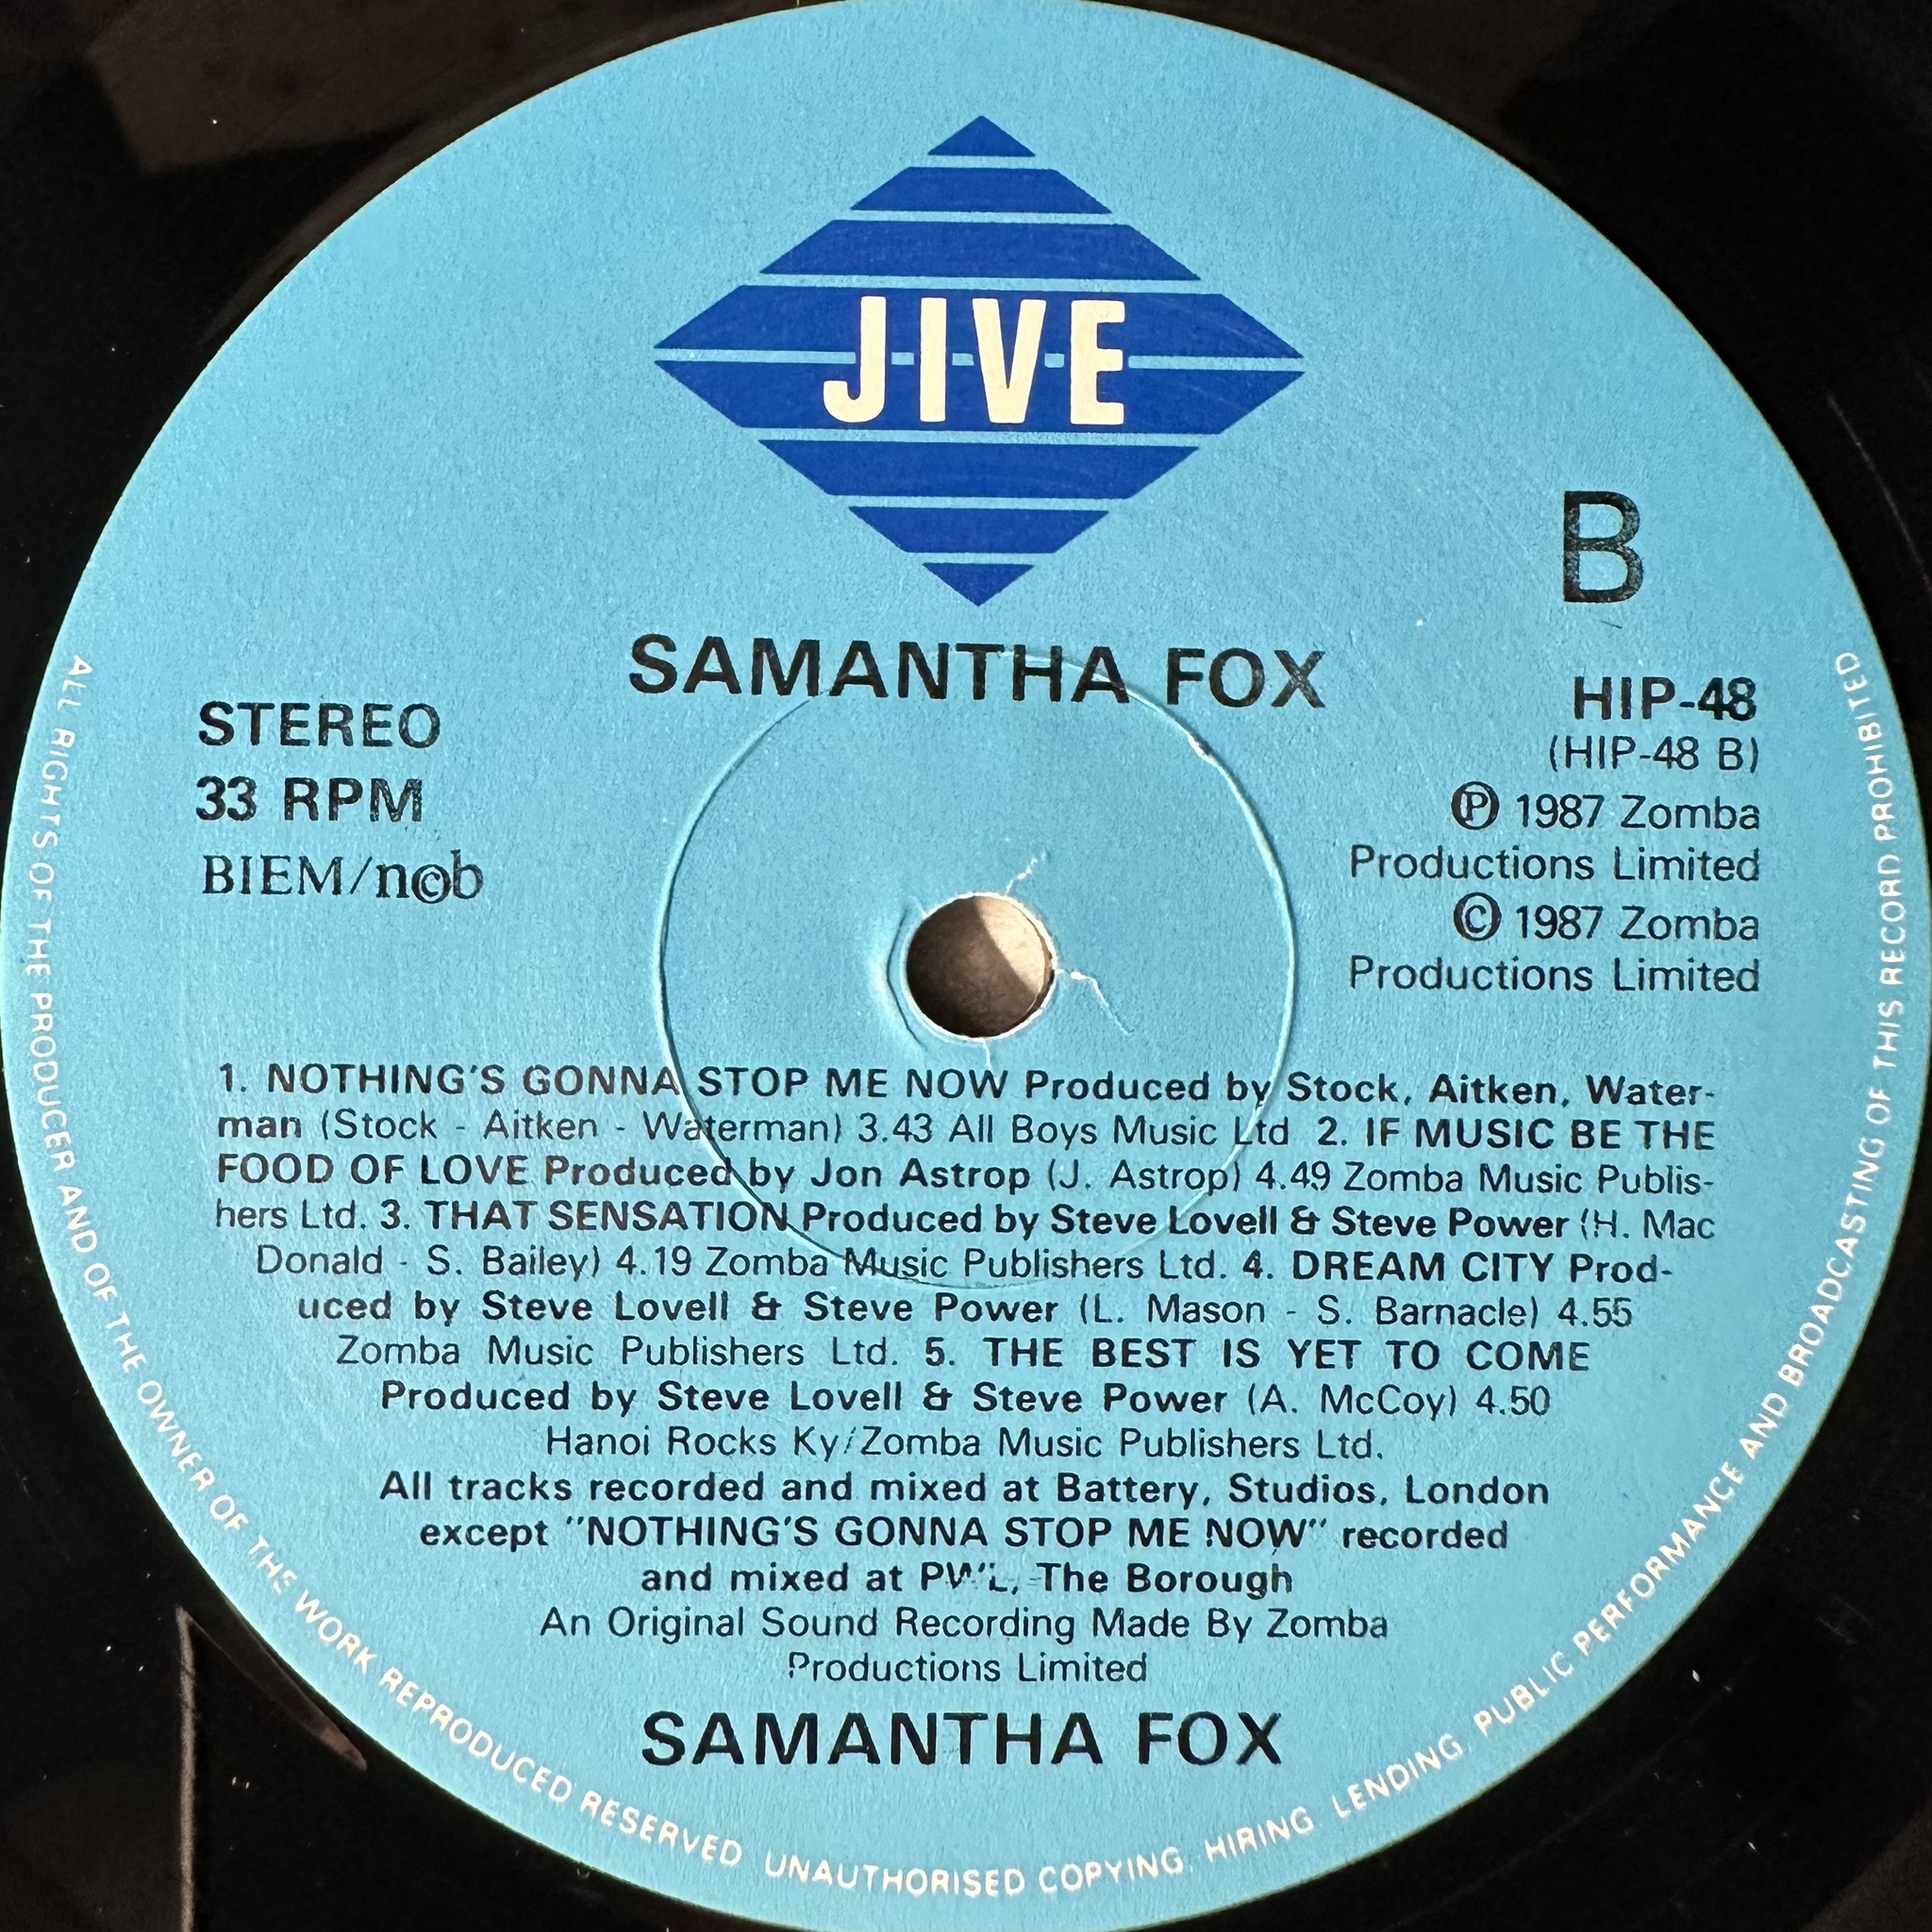 JIVE
B
SAMANTHA FOX
STEREO
33 RPM
BIEM/n©b
HIP-48
(HIP-48 B)
℗ 1987 Zomba
Productions Limited
© 1987 Zomba
Productions Limited
1. NOTHING'S GONNA STOP ME NOW Produced by Stock, Aitken, Water-
man (Stock - Aitken - Waterman) 3.43 All Boys Music Ltd 2. IF MUSIC BE THE
FOOD OF LOVE Produced by Jon Astrop (J. Astrop) 4.49 Zomba Music Publis-
hers Ltd. 3. THAT SENSATION Produced by Steve Lovell & Steve Power (H. Mac
Donald - S. Bailey) 4.19 Zomba Music Publishers Ltd. 4. DREAM CITY Prod-
uced by Steve Lovell & Steve Power (L. Mason - S. Barnacle) 4.55
Zomba Music Publishers Ltd. 5. THE BEST IS YET TO COME
Produced by Steve Lovell & Steve Power (A. McCoy) 4.50
Hanoi Rocks Ky/Zomba Music Publishers Ltd.
All tracks recorded and mixed at Battery, Studios, London
except "NOTHING'S GONNA STOP ME NOW" recorded
and mixed at PWL, The Borough
An Original Sound Recording Made By Zomba
Productions Limited
SAMANTHA FOX
ALL RIGHTS OF THE PRODUCER AND OF THE OWNER OF THE WORK REPRODUCED RESERVED UNAUTHORISED COPYING, HIRING LENDING, PUBLIC PERFORMANCE AND BROADCASTING OF THIS RECORD PROHIBITED